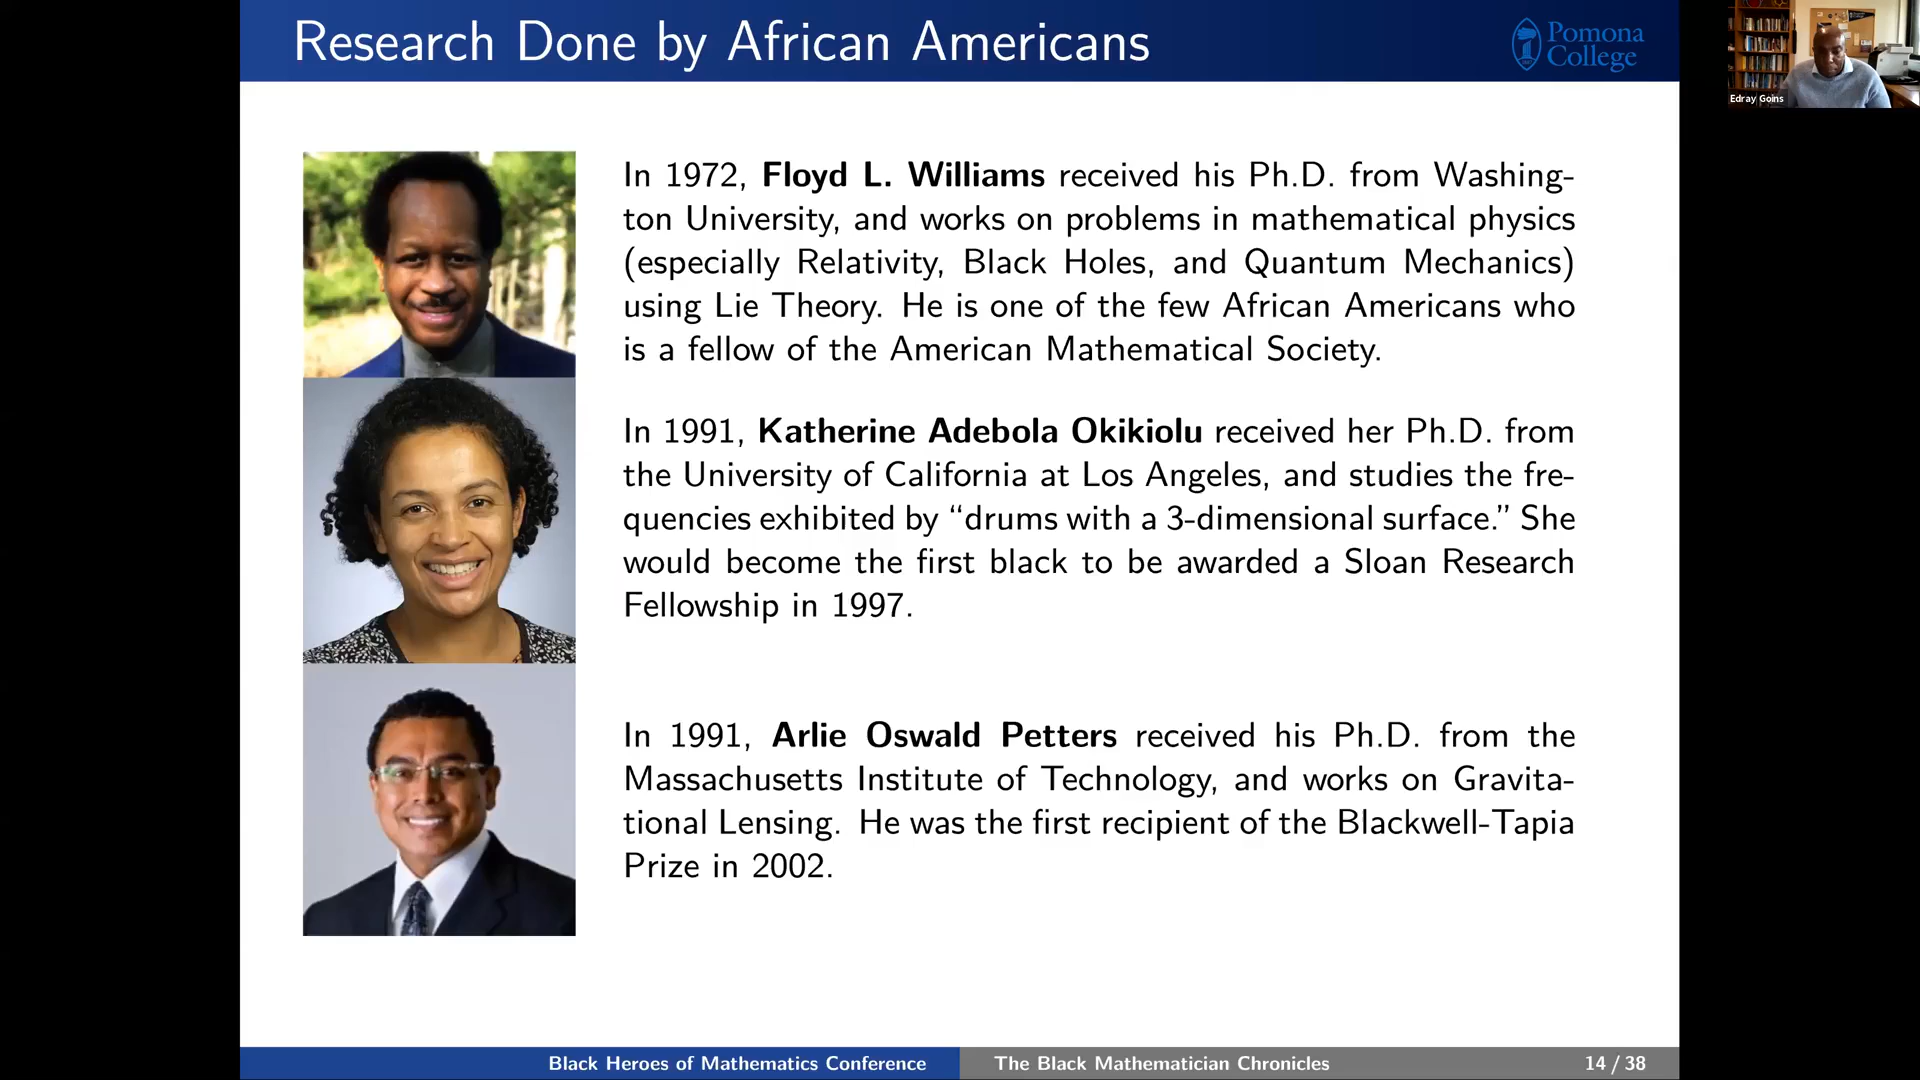 Research Done by African Americans
Pomona
College
Edray Goins
In 1972, Floyd L. Williams received his Ph.D. from Washing-
ton University, and works on problems in mathematical physics
(especially Relativity, Black Holes, and Quantum Mechanics)
using Lie Theory. He is one of the few African Americans who
is a fellow of the American Mathematical Society.
In 1991, Katherine Adebola Okikiolu received her Ph.D. from
the University of California at Los Angeles, and studies the fre-
quencies exhibited by “drums with a 3-dimensional surface.” She
would become the first black to be awarded a Sloan Research
Fellowship in 1997.
In 1991, Arlie Oswald Petters received his Ph.D. from the
Massachusetts Institute of Technology, and works on Gravita-
tional Lensing. He was the first recipient of the Blackwell-Tapia
Prize in 2002.
Black Heroes of Mathematics Conference
The Black Mathematician Chronicles
14 / 38